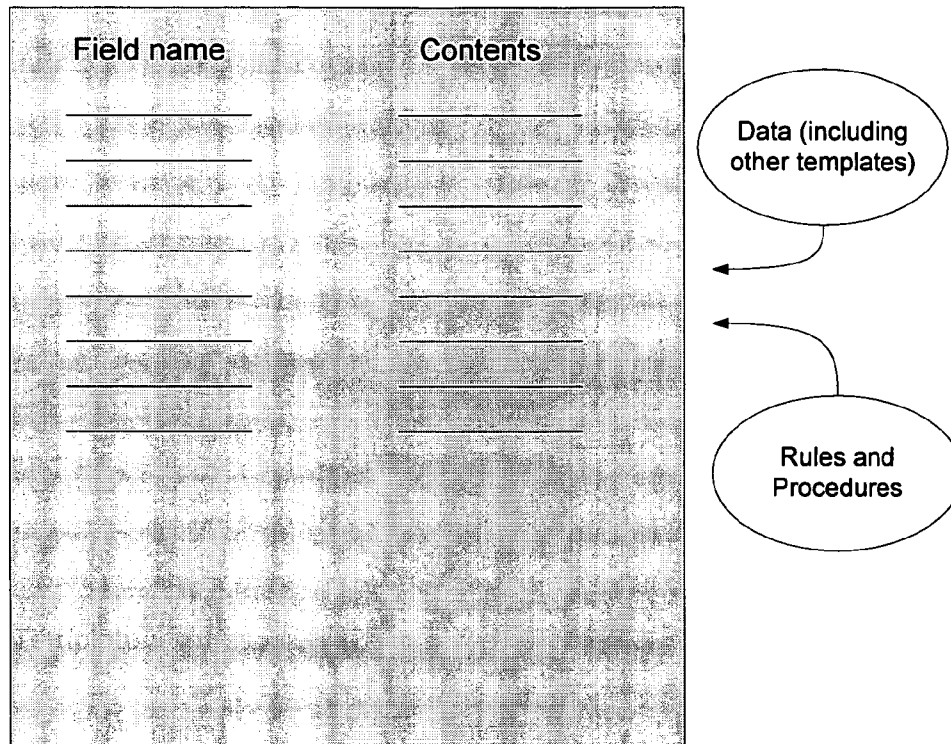 Field name
Contents
Data (including
other templates)
Rules and
Procedures